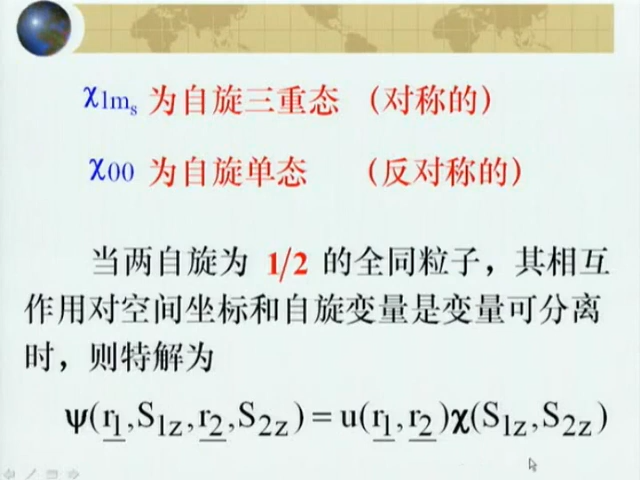 χ1ms 为自旋三重态 (对称的)
χ00 为自旋单态 (反对称的)
当两自旋为 1/2 的全同粒子，其相互
作用对空间坐标和自旋变量是变量可分离
时，则特解为
ψ(r1,S1z,r2,S2z)=u(r1,r2)χ(S1z,S2z)